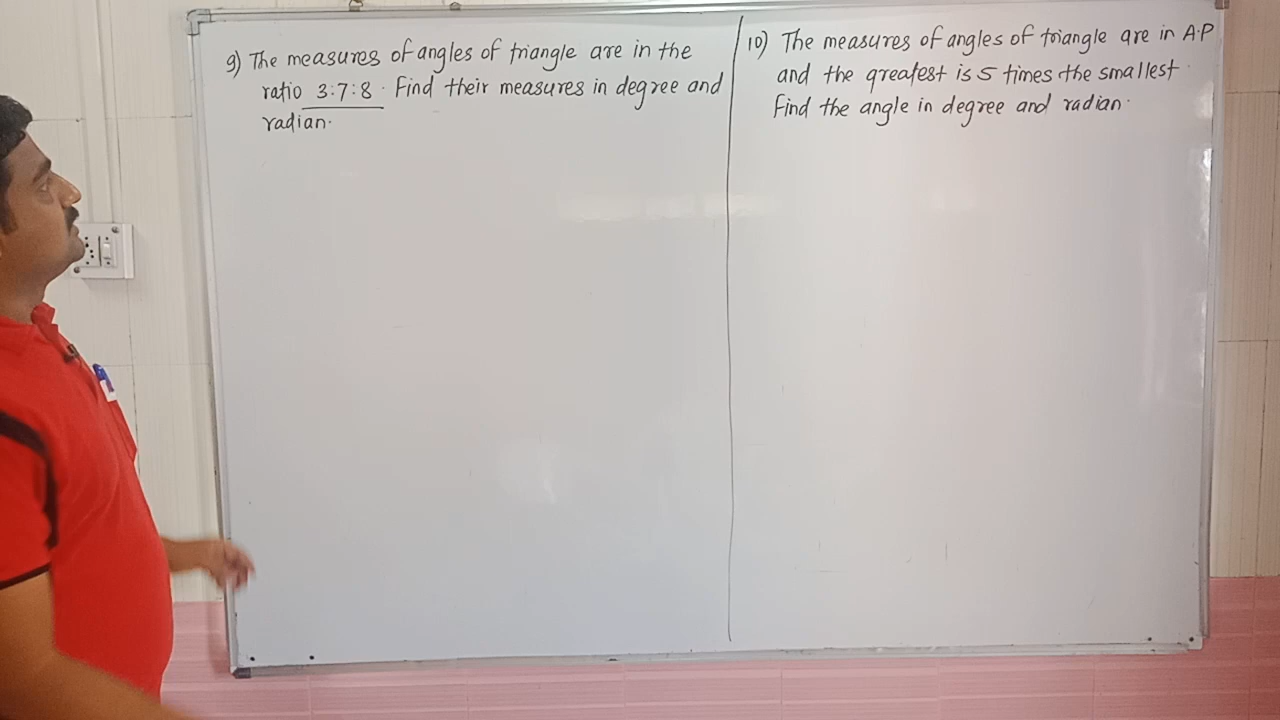 9) The measures of angles of triangle are in the
ratio 3:7:8. Find their measures in degree and
radian.
10) The measures of angles of triangle are in A.P
and the greatest is 5 times the smallest.
Find the angle in degree and radian.